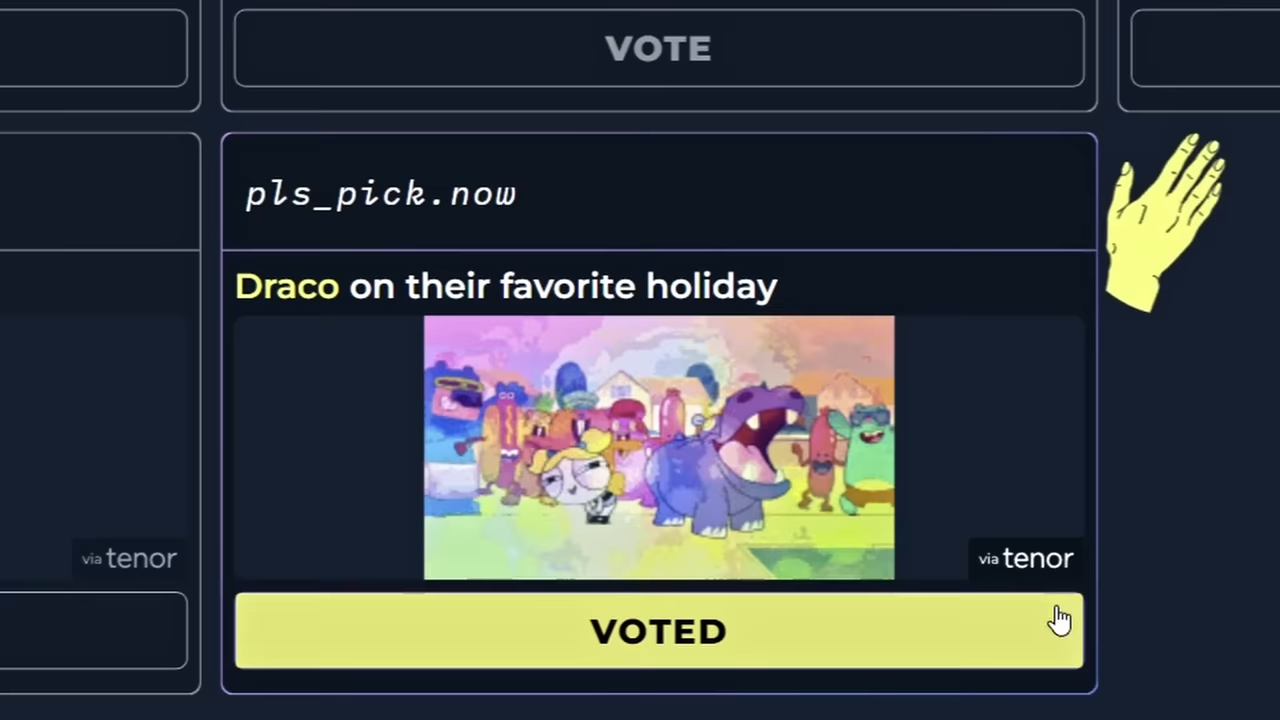 VOTE
pls_pick.now
Draco on their favorite holiday
via tenor
via tenor
VOTED